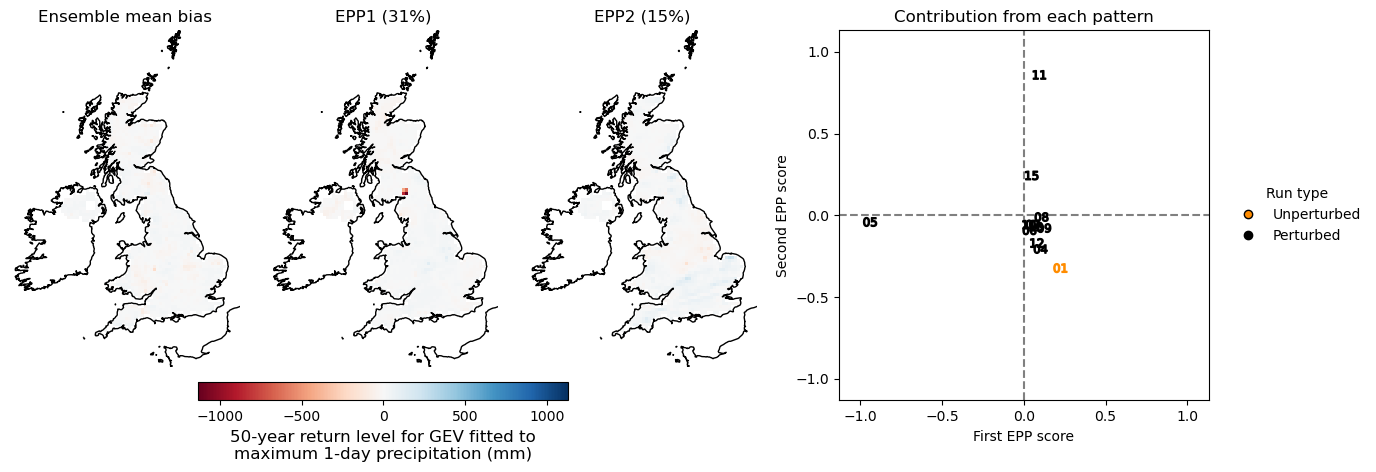 Ensemble mean bias
EPP1 (31%)
EPP2 (15%)
Contribution from each pattern
1.0
0.5
0.0
−0.5
−1.0
Second EPP score
11
15
05
08
09
12
04
01
−1.0
−0.5
0.0
0.5
1.0
First EPP score
Run type
Unperturbed
Perturbed
−1000
−500
0
500
1000
50-year return level for GEV fitted to
maximum 1-day precipitation (mm)